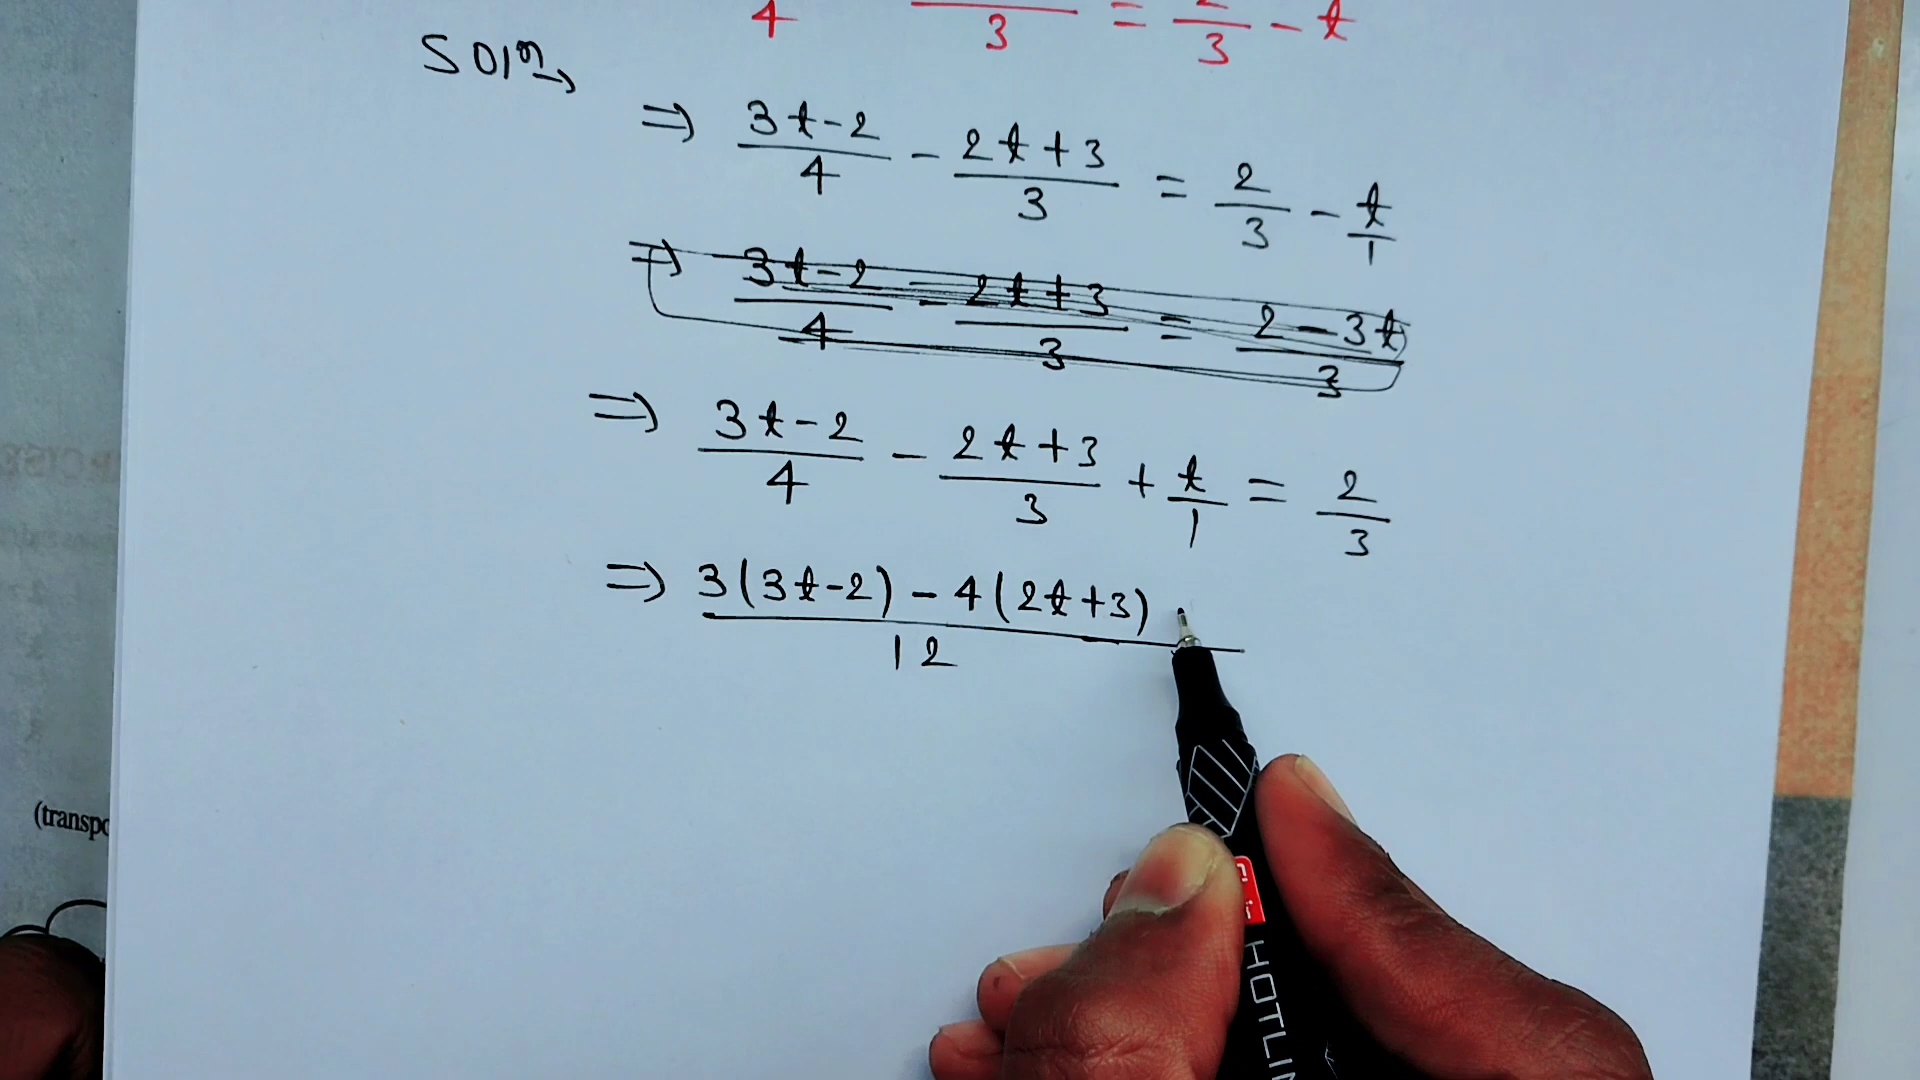 4 3 = 2/3 - t
Soln→
⇒ (3t-2)/4 - (2t+3)/3 = 2/3 - t/1
⇒ (3t-2)/4 - (2t+3)/3 = (2-3t)/3
⇒ (3t-2)/4 - (2t+3)/3 + t/1 = 2/3
⇒ (3(3t-2) - 4(2t+3))/12
(transpo
HOTLI